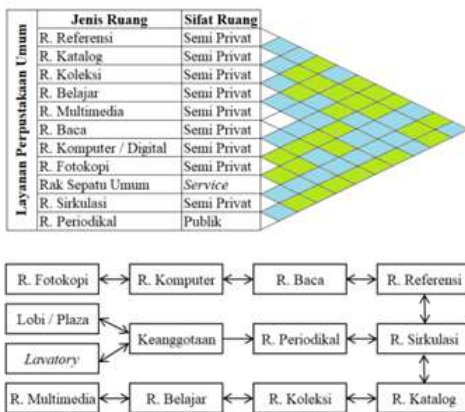 Layanan Perpustakaan Umum
Jenis Ruang Sifat Ruang
R. Referensi Semi Privat
R. Katalog Semi Privat
R. Koleksi Semi Privat
R. Belajar Semi Privat
R. Multimedia Semi Privat
R. Baca Semi Privat
R. Komputer / Digital Semi Privat
R. Fotokopi Semi Privat
Rak Sepatu Umum Service
R. Sirkulasi Semi Privat
R. Periodikal Publik
R. Fotokopi R. Komputer R. Baca R. Referensi
Lobi / Plaza
Keanggotaan R. Periodikal R. Sirkulasi
Lavatory
R. Multimedia R. Belajar R. Koleksi R. Katalog